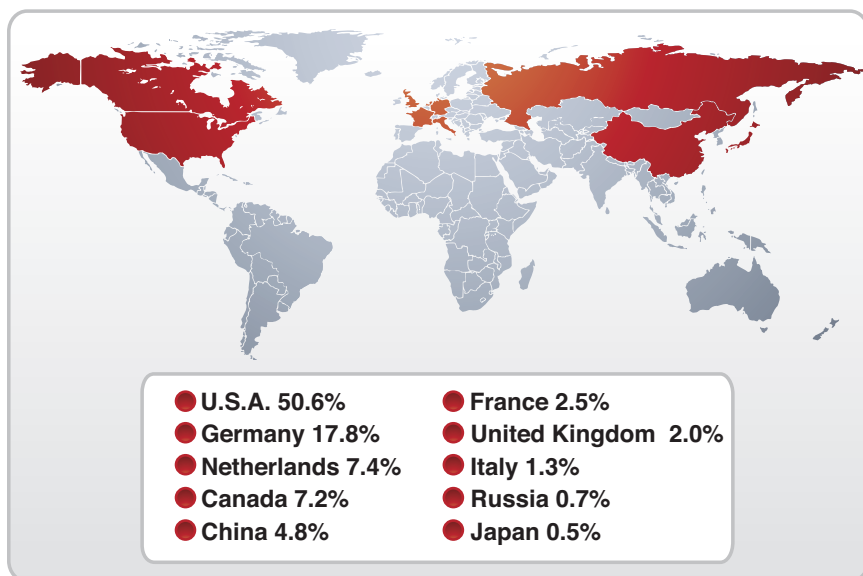 U.S.A. 50.6%
Germany 17.8%
Netherlands 7.4%
Canada 7.2%
China 4.8%
France 2.5%
United Kingdom 2.0%
Italy 1.3%
Russia 0.7%
Japan 0.5%